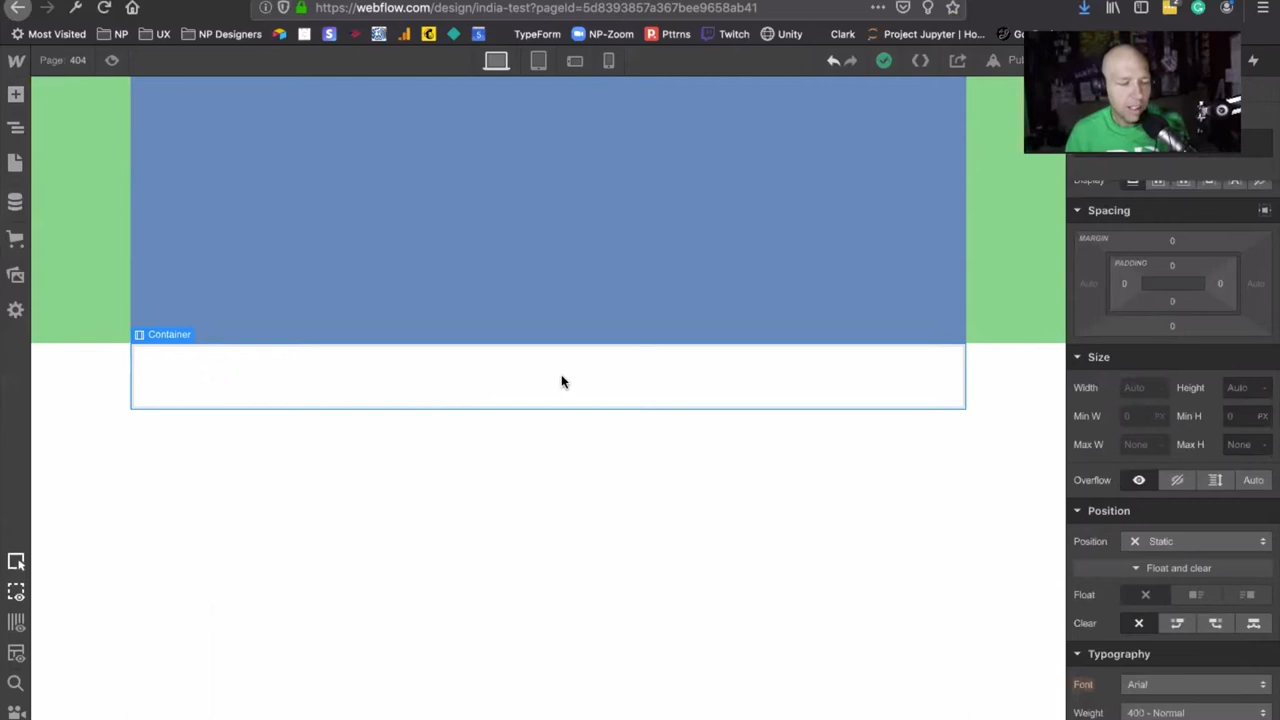 https://webflow.com/design/india-test?pageId=5d8393857a367bee9658ab41
Most Visited NP UX NP Designers TypeForm NP-Zoom Pttrns Twitch Unity Clark Project Jupyter | Ho...
Page: 404
Display
Spacing
MARGIN
0
PADDING
0
Auto 0 0 Auto
0
0
Container
Size
Width Auto Height Auto
Min W 0 PX Min H 0 PX
Max W None Max H None
Overflow Auto
Position
Position Static
Float and clear
Float
Clear
Typography
Font Arial
Weight 400 - Normal